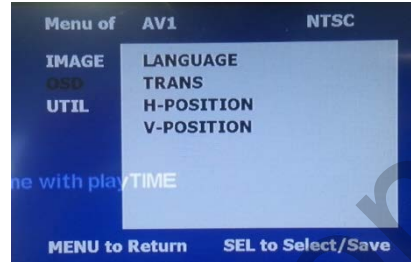 Menu of AV1 NTSC
IMAGE LANGUAGE
OSD TRANS
UTIL H-POSITION
V-POSITION
ne with playTIME
MENU to Return SEL to Select/Save